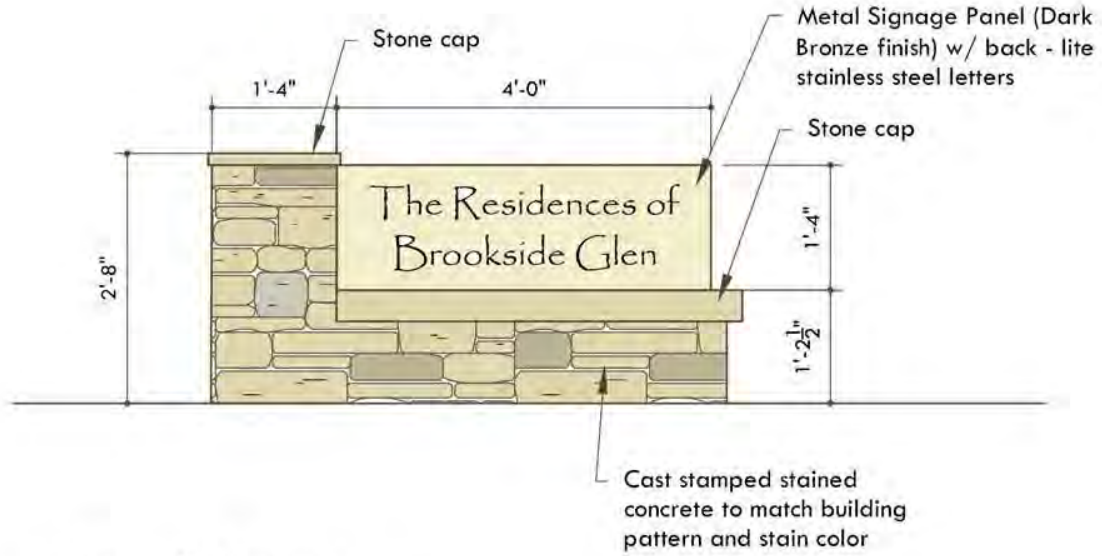 Metal Signage Panel (Dark
Bronze finish) w/ back - lite
stainless steel letters
Stone cap
1'-4"
4'-0"
Stone cap
The Residences of
Brookside Glen
2'-8"
1'-4"
1'-2 1/2"
Cast stamped stained
concrete to match building
pattern and stain color